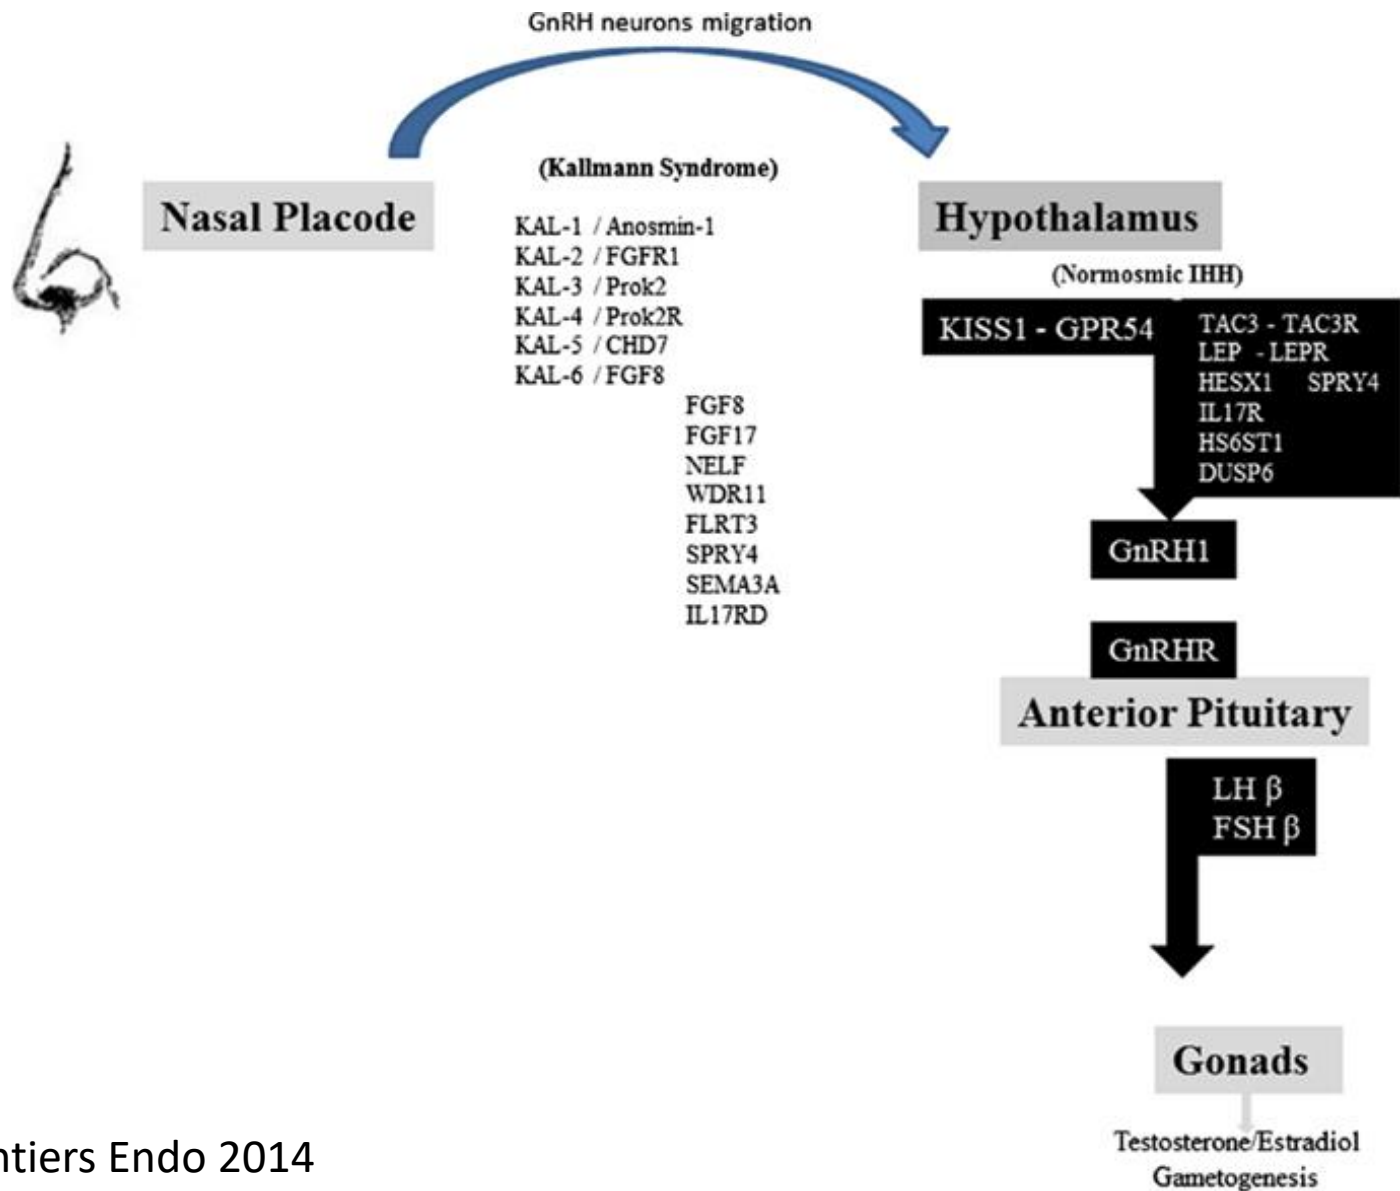 GnRH neurons migration
(Kallmann Syndrome)
Nasal Placode
KAL-1 / Anosmin-1
KAL-2 / FGFR1
KAL-3 / Prok2
KAL-4 / Prok2R
KAL-5 / CHD7
KAL-6 / FGF8
FGF8
FGF17
NELF
WDR11
FLRT3
SPRY4
SEMA3A
IL17RD
Hypothalamus
(Normosmic IHH)
KISS1 - GPR54
TAC3 - TAC3R
LEP - LEPR
HESX1 SPRY4
IL17R
HS6ST1
DUSP6
GnRH1
GnRHR
Anterior Pituitary
LH β
FSH β
Gonads
Testosterone/Estradiol
Gametogenesis
ntiers Endo 2014